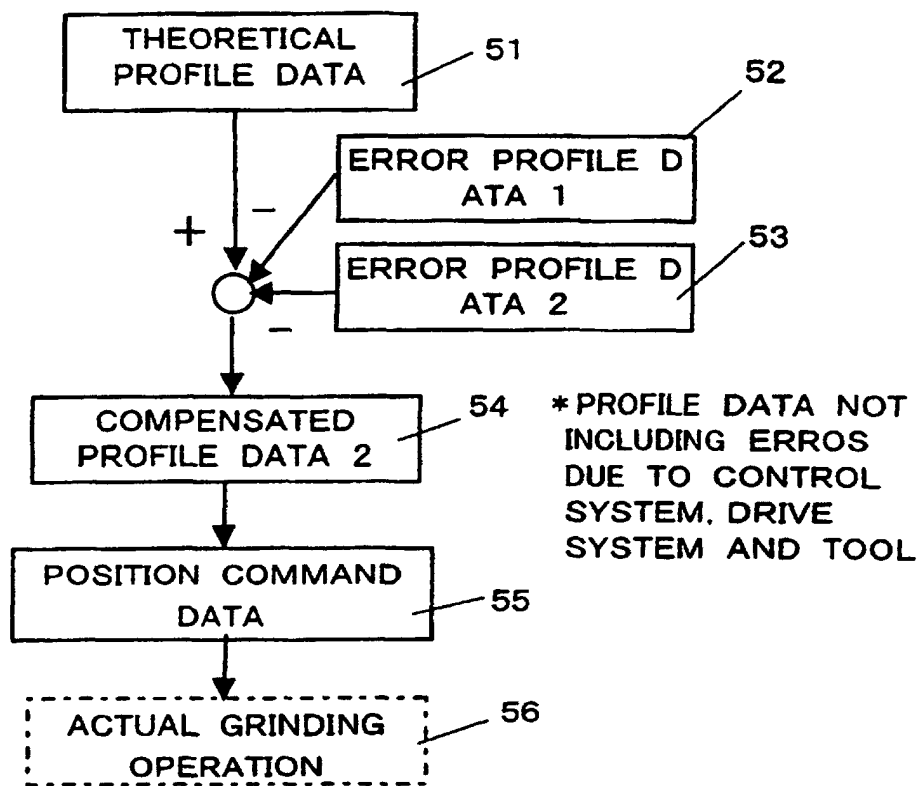 THEORETICAL
PROFILE DATA
51
52
ERROR PROFILE D
ATA 1
−
+
53
ERROR PROFILE D
ATA 2
−
COMPENSATED
PROFILE DATA 2
54
*PROFILE DATA NOT
INCLUDING ERROS
DUE TO CONTROL
SYSTEM, DRIVE
SYSTEM AND TOOL
POSITION COMMAND
DATA
55
ACTUAL GRINDING
OPERATION
56